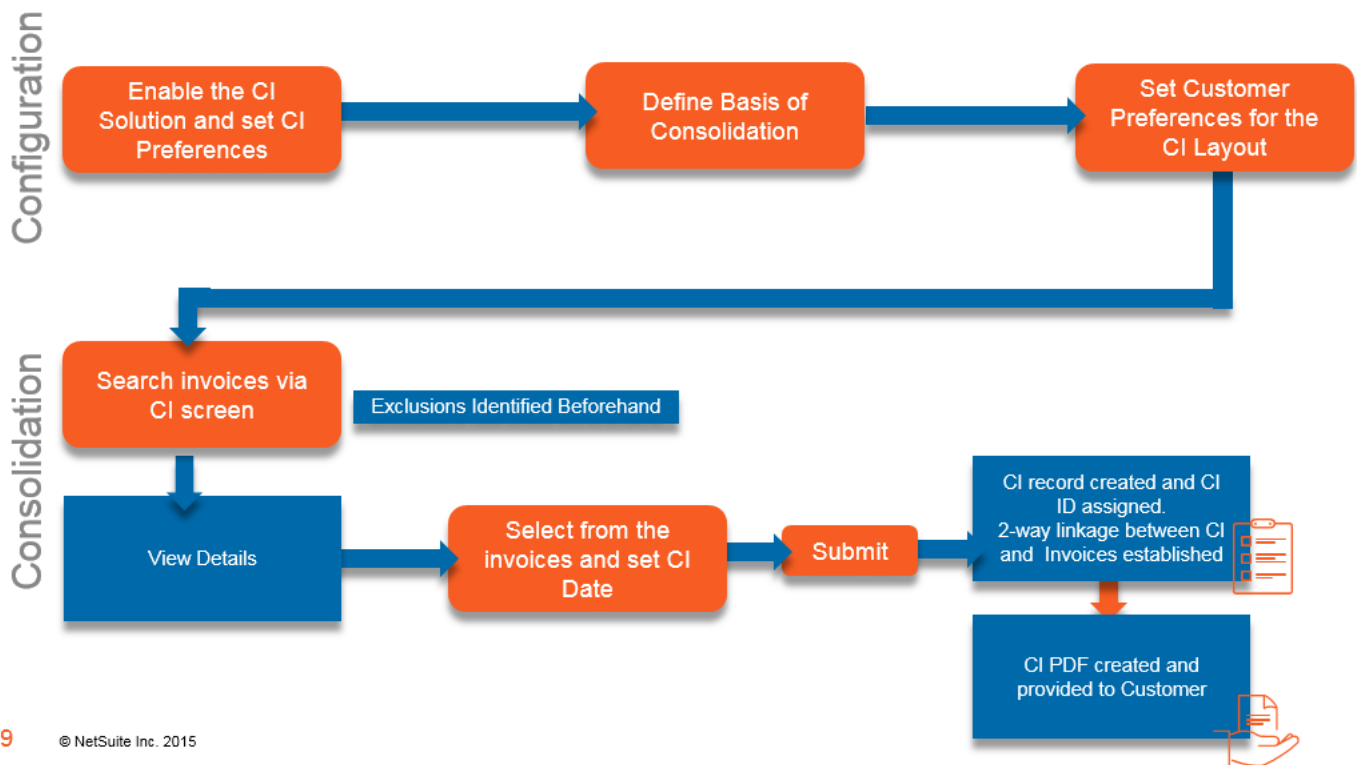 Configuration
Enable the CI
Solution and set CI
Preferences
Define Basis of
Consolidation
Set Customer
Preferences for the
CI Layout
Consolidation
Search invoices via
CI screen
Exclusions Identified Beforehand
View Details
Select from the
invoices and set CI
Date
Submit
CI record created and CI
ID assigned.
2-way linkage between CI
and Invoices established
CI PDF created and
provided to Customer
9
© NetSuite Inc. 2015